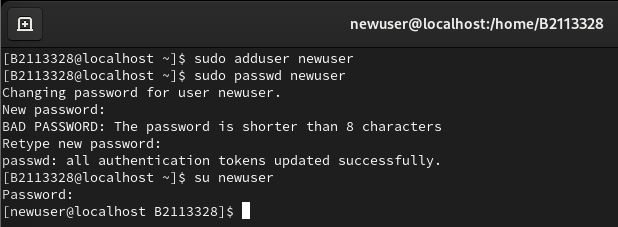 newuser@localhost:/home/B2113328
[B2113328@localhost ~]$ sudo adduser newuser
[B2113328@localhost ~]$ sudo passwd newuser
Changing password for user newuser.
New password:
BAD PASSWORD: The password is shorter than 8 characters
Retype new password:
passwd: all authentication tokens updated successfully.
[B2113328@localhost ~]$ su newuser
Password:
[newuser@localhost B2113328]$